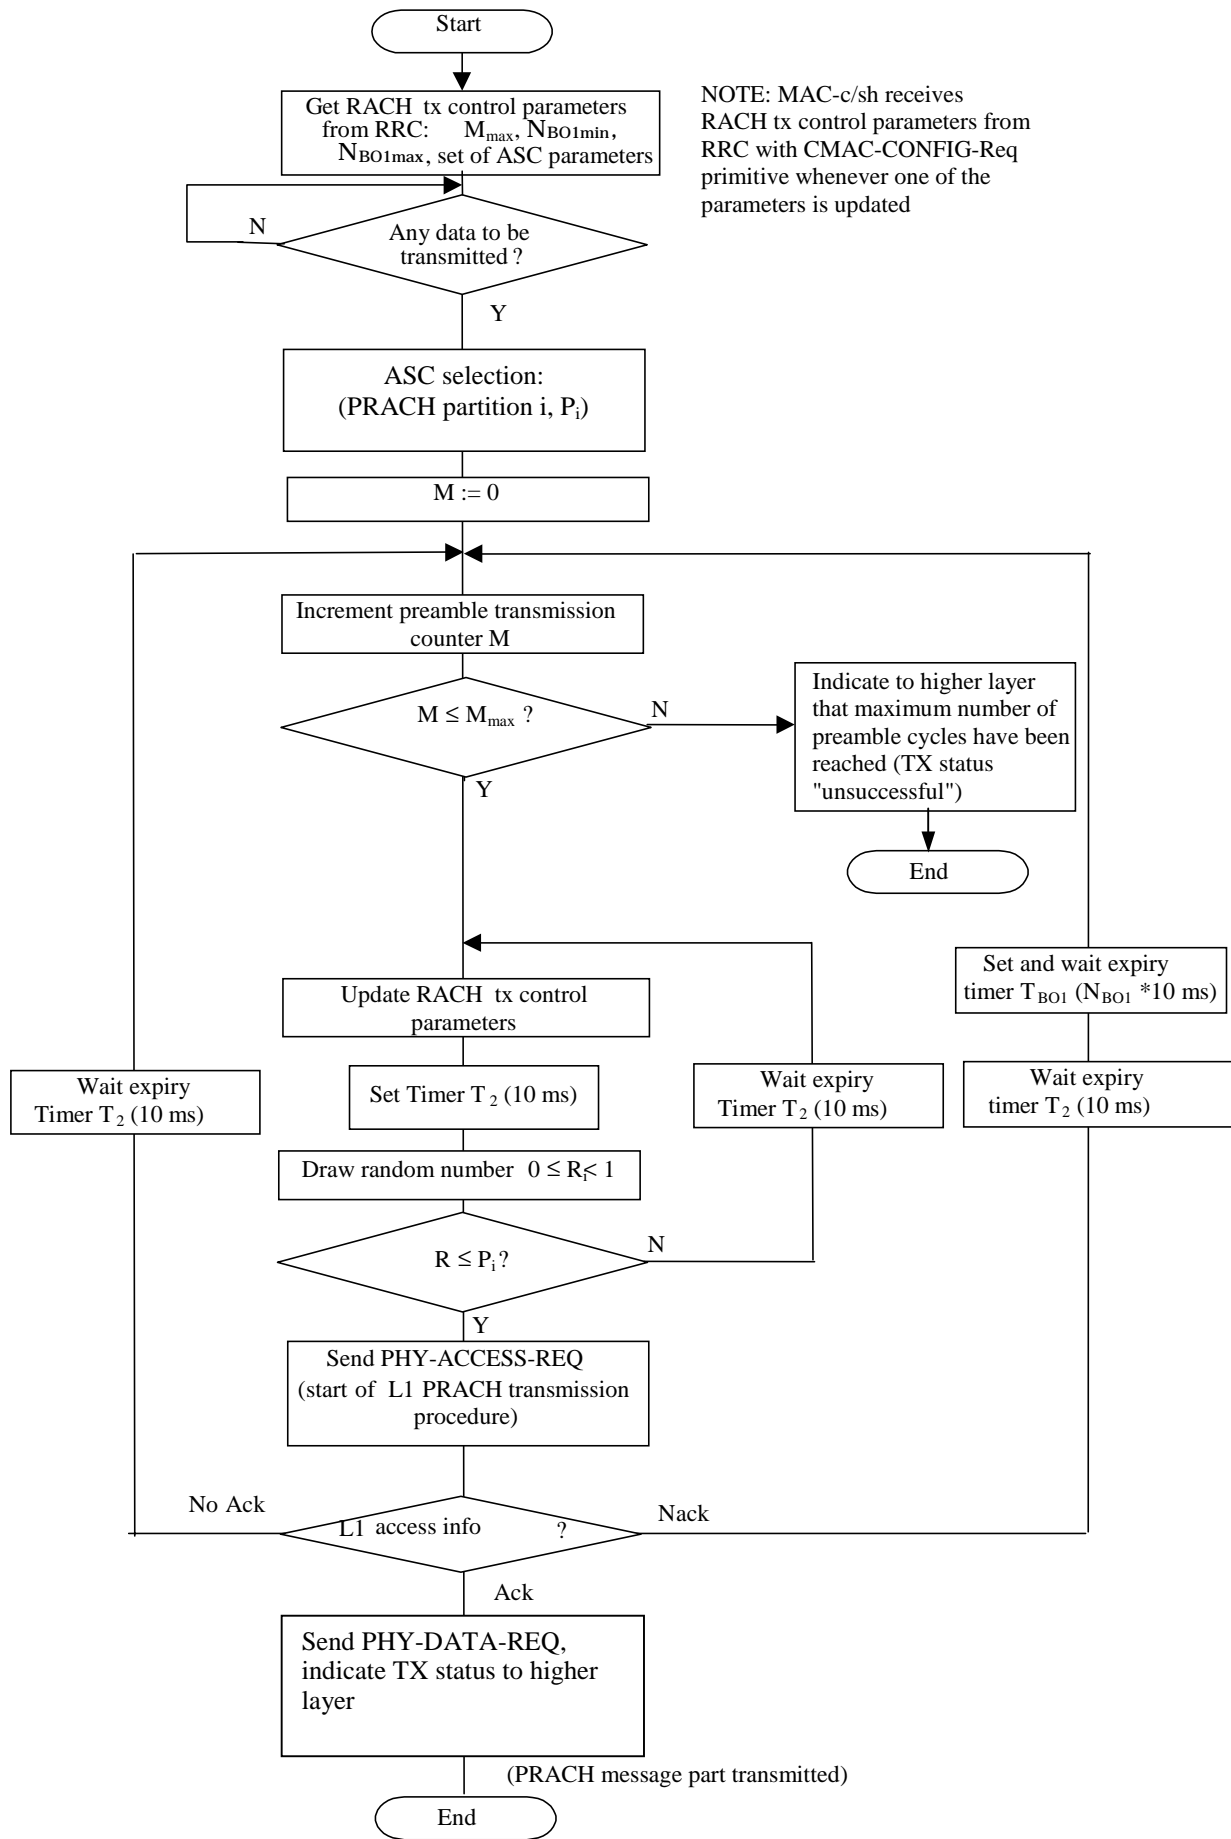 Start
Get RACH tx control parameters
from RRC: Mmax, NBO1min,
NBO1max, set of ASC parameters
NOTE: MAC-c/sh receives
RACH tx control parameters from
RRC with CMAC-CONFIG-Req
primitive whenever one of the
parameters is updated
N
Any data to be
transmitted ?
Y
ASC selection:
(PRACH partition i, Pi)
M := 0
Increment preamble transmission
counter M
M ≤ Mmax ?
N
Indicate to higher layer
that maximum number of
preamble cycles have been
reached (TX status
"unsuccessful")
Y
End
Set and wait expiry
timer TBO1 (NBO1 *10 ms)
Update RACH tx control
parameters
Wait expiry
Timer T2 (10 ms)
Set Timer T2 (10 ms)
Wait expiry
Timer T2 (10 ms)
Wait expiry
timer T2 (10 ms)
Draw random number 0 ≤ Ri< 1
R ≤ Pi?
N
Y
Send PHY-ACCESS-REQ
(start of L1 PRACH transmission
procedure)
No Ack
L1 access info ?
Nack
Ack
Send PHY-DATA-REQ,
indicate TX status to higher
layer
(PRACH message part transmitted)
End